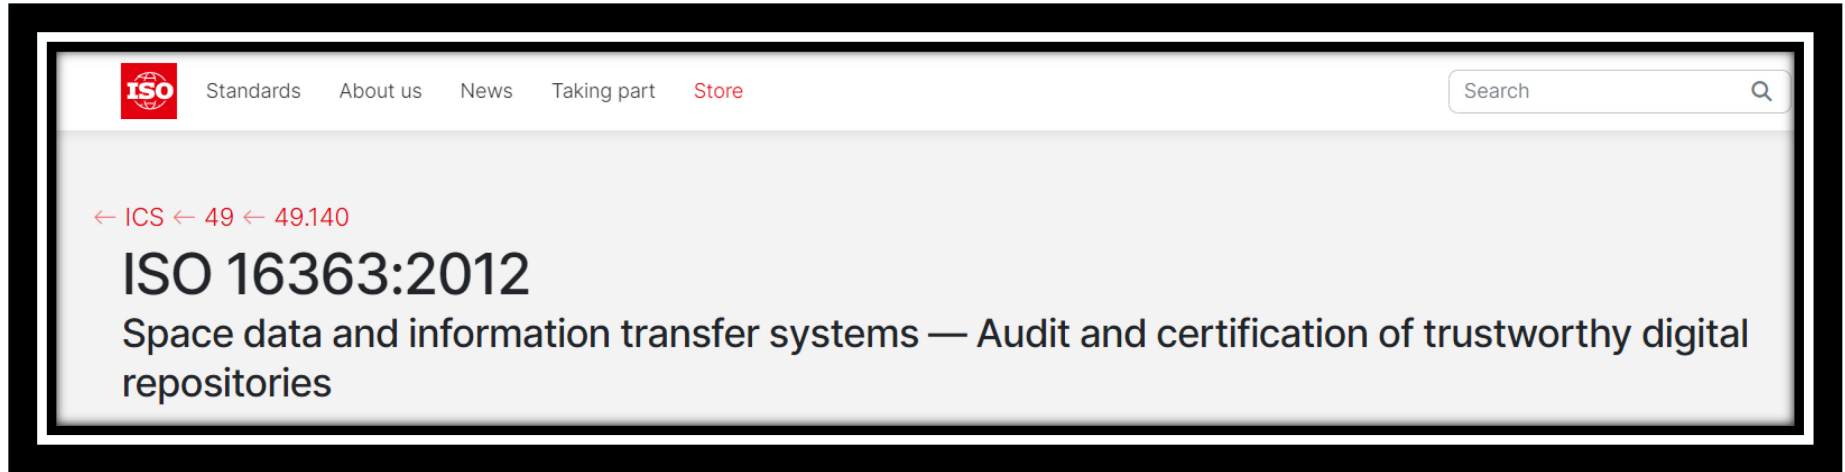 ISO Standards About us News Taking part Store Search
← ICS ← 49 ← 49.140
ISO 16363:2012
Space data and information transfer systems — Audit and certification of trustworthy digital
repositories